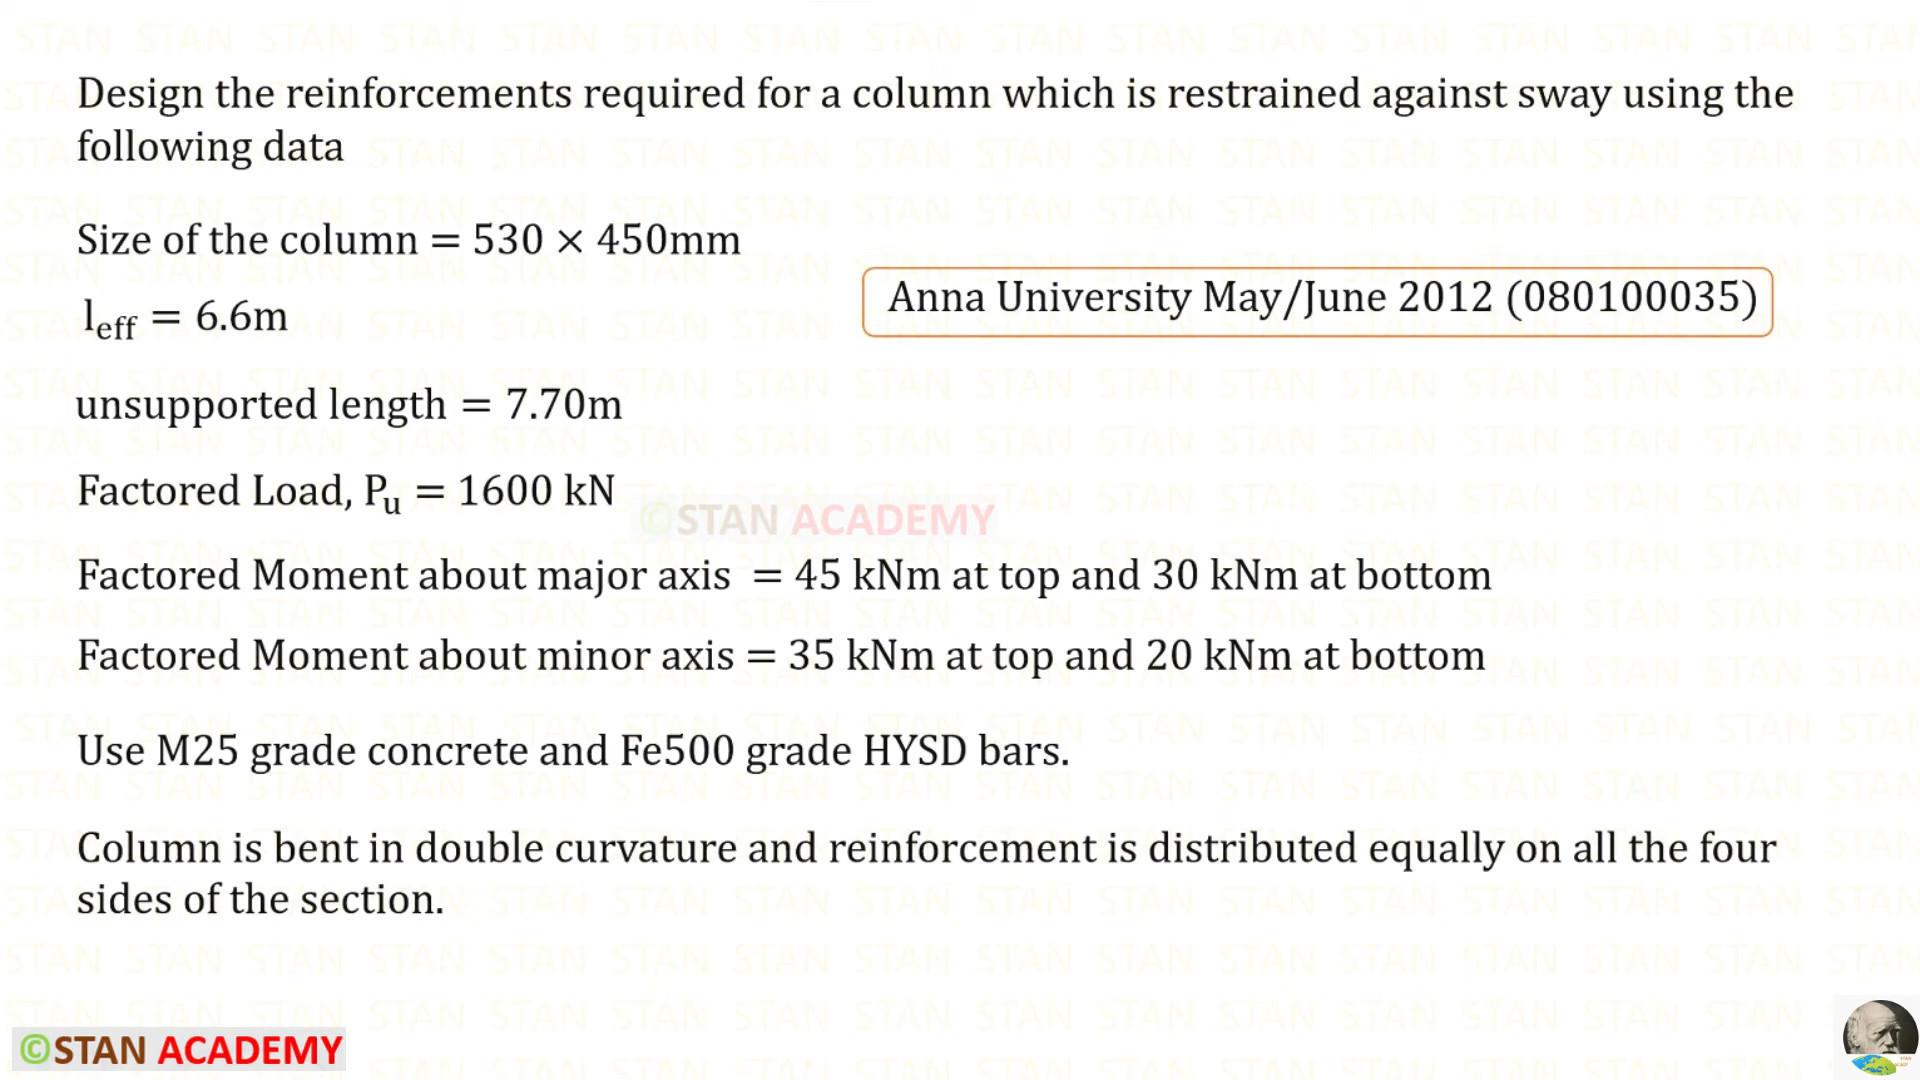 Design the reinforcements required for a column which is restrained against sway using the
following data
Size of the column = 530 × 450mm
Anna University May/June 2012 (080100035)
leff = 6.6m
unsupported length = 7.70m
Factored Load, Pu = 1600 kN
©STAN ACADEMY
Factored Moment about major axis = 45 kNm at top and 30 kNm at bottom
Factored Moment about minor axis = 35 kNm at top and 20 kNm at bottom
Use M25 grade concrete and Fe500 grade HYSD bars.
Column is bent in double curvature and reinforcement is distributed equally on all the four
sides of the section.
©STAN ACADEMY